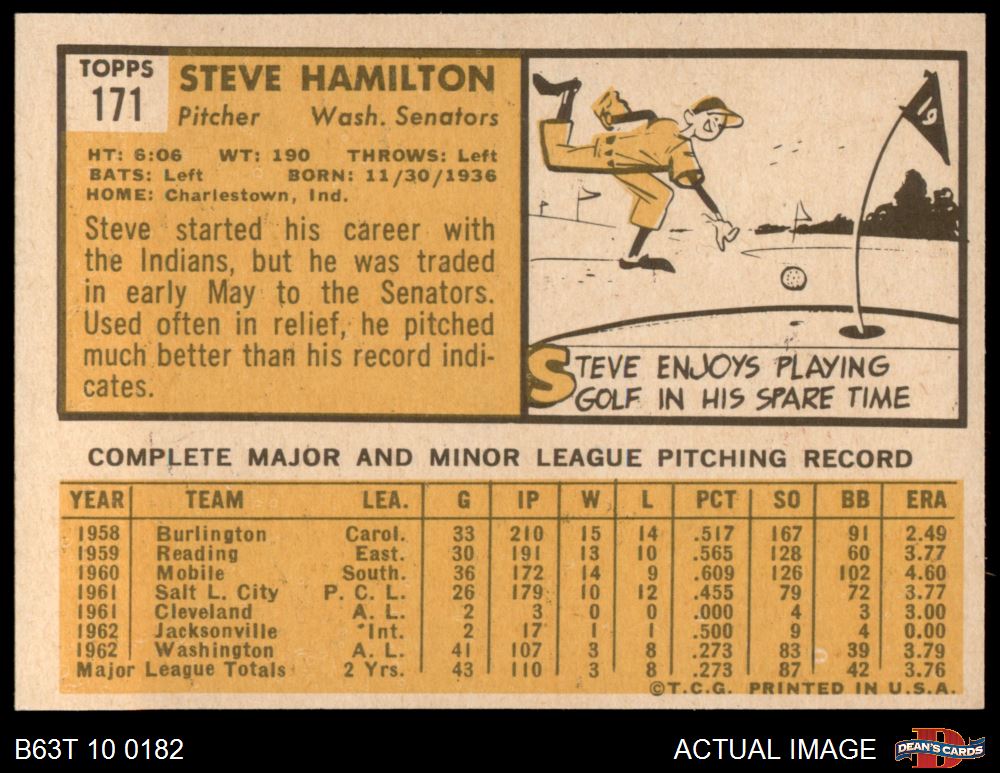 TOPPS
171
STEVE HAMILTON
Pitcher Wash. Senators
HT: 6:06 WT: 190 THROWS: Left
BATS: Left BORN: 11/30/1936
HOME: Charlestown, Ind.
Steve started his career with
the Indians, but he was traded
in early May to the Senators.
Used often in relief, he pitched
much better than his record indi-
cates.
19
STEVE ENJOYS PLAYING
GOLF IN HIS SPARE TIME
COMPLETE MAJOR AND MINOR LEAGUE PITCHING RECORD
YEAR TEAM LEA. G IP W L PCT SO BB ERA
1958 Burlington Carol. 33 210 15 14 .517 167 91 2.49
1959 Reading East. 30 191 13 10 .565 128 60 3.77
1960 Mobile South. 36 172 14 9 .609 126 102 4.60
1961 Salt L. City P. C. L. 26 179 10 12 .455 79 72 3.77
1961 Cleveland A. L. 2 3 0 0 .000 4 3 3.00
1962 Jacksonville Int. 2 17 1 1 .500 9 4 0.00
1962 Washington A. L. 41 107 3 8 .273 83 39 3.79
Major League Totals 2 Yrs. 43 110 3 8 .273 87 42 3.76
©T.C.G. PRINTED IN U.S.A.
B63T 10 0182
ACTUAL IMAGE
D
DEAN'S CARDS